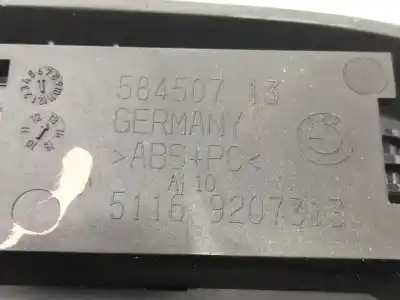 584507 13
GERMANY
>ABS+PC<
AI 10
5116 9207313